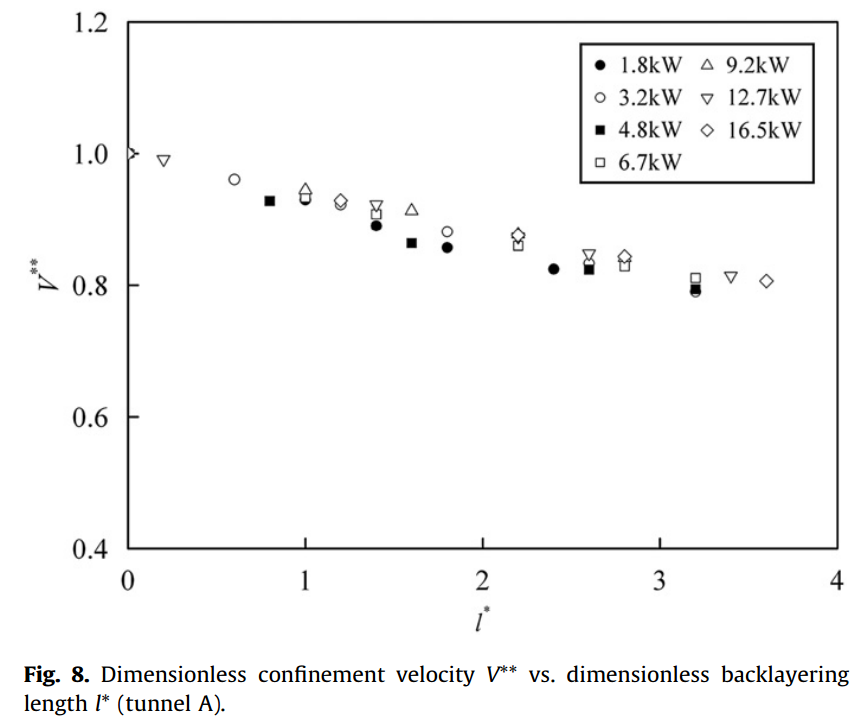 1.2
1.0
0.8
0.6
0.4
V**
0
1
2
3
4
l*
1.8kW
9.2kW
3.2kW
12.7kW
4.8kW
16.5kW
6.7kW
Fig. 8. Dimensionless confinement velocity V** vs. dimensionless backlayering
length l* (tunnel A).